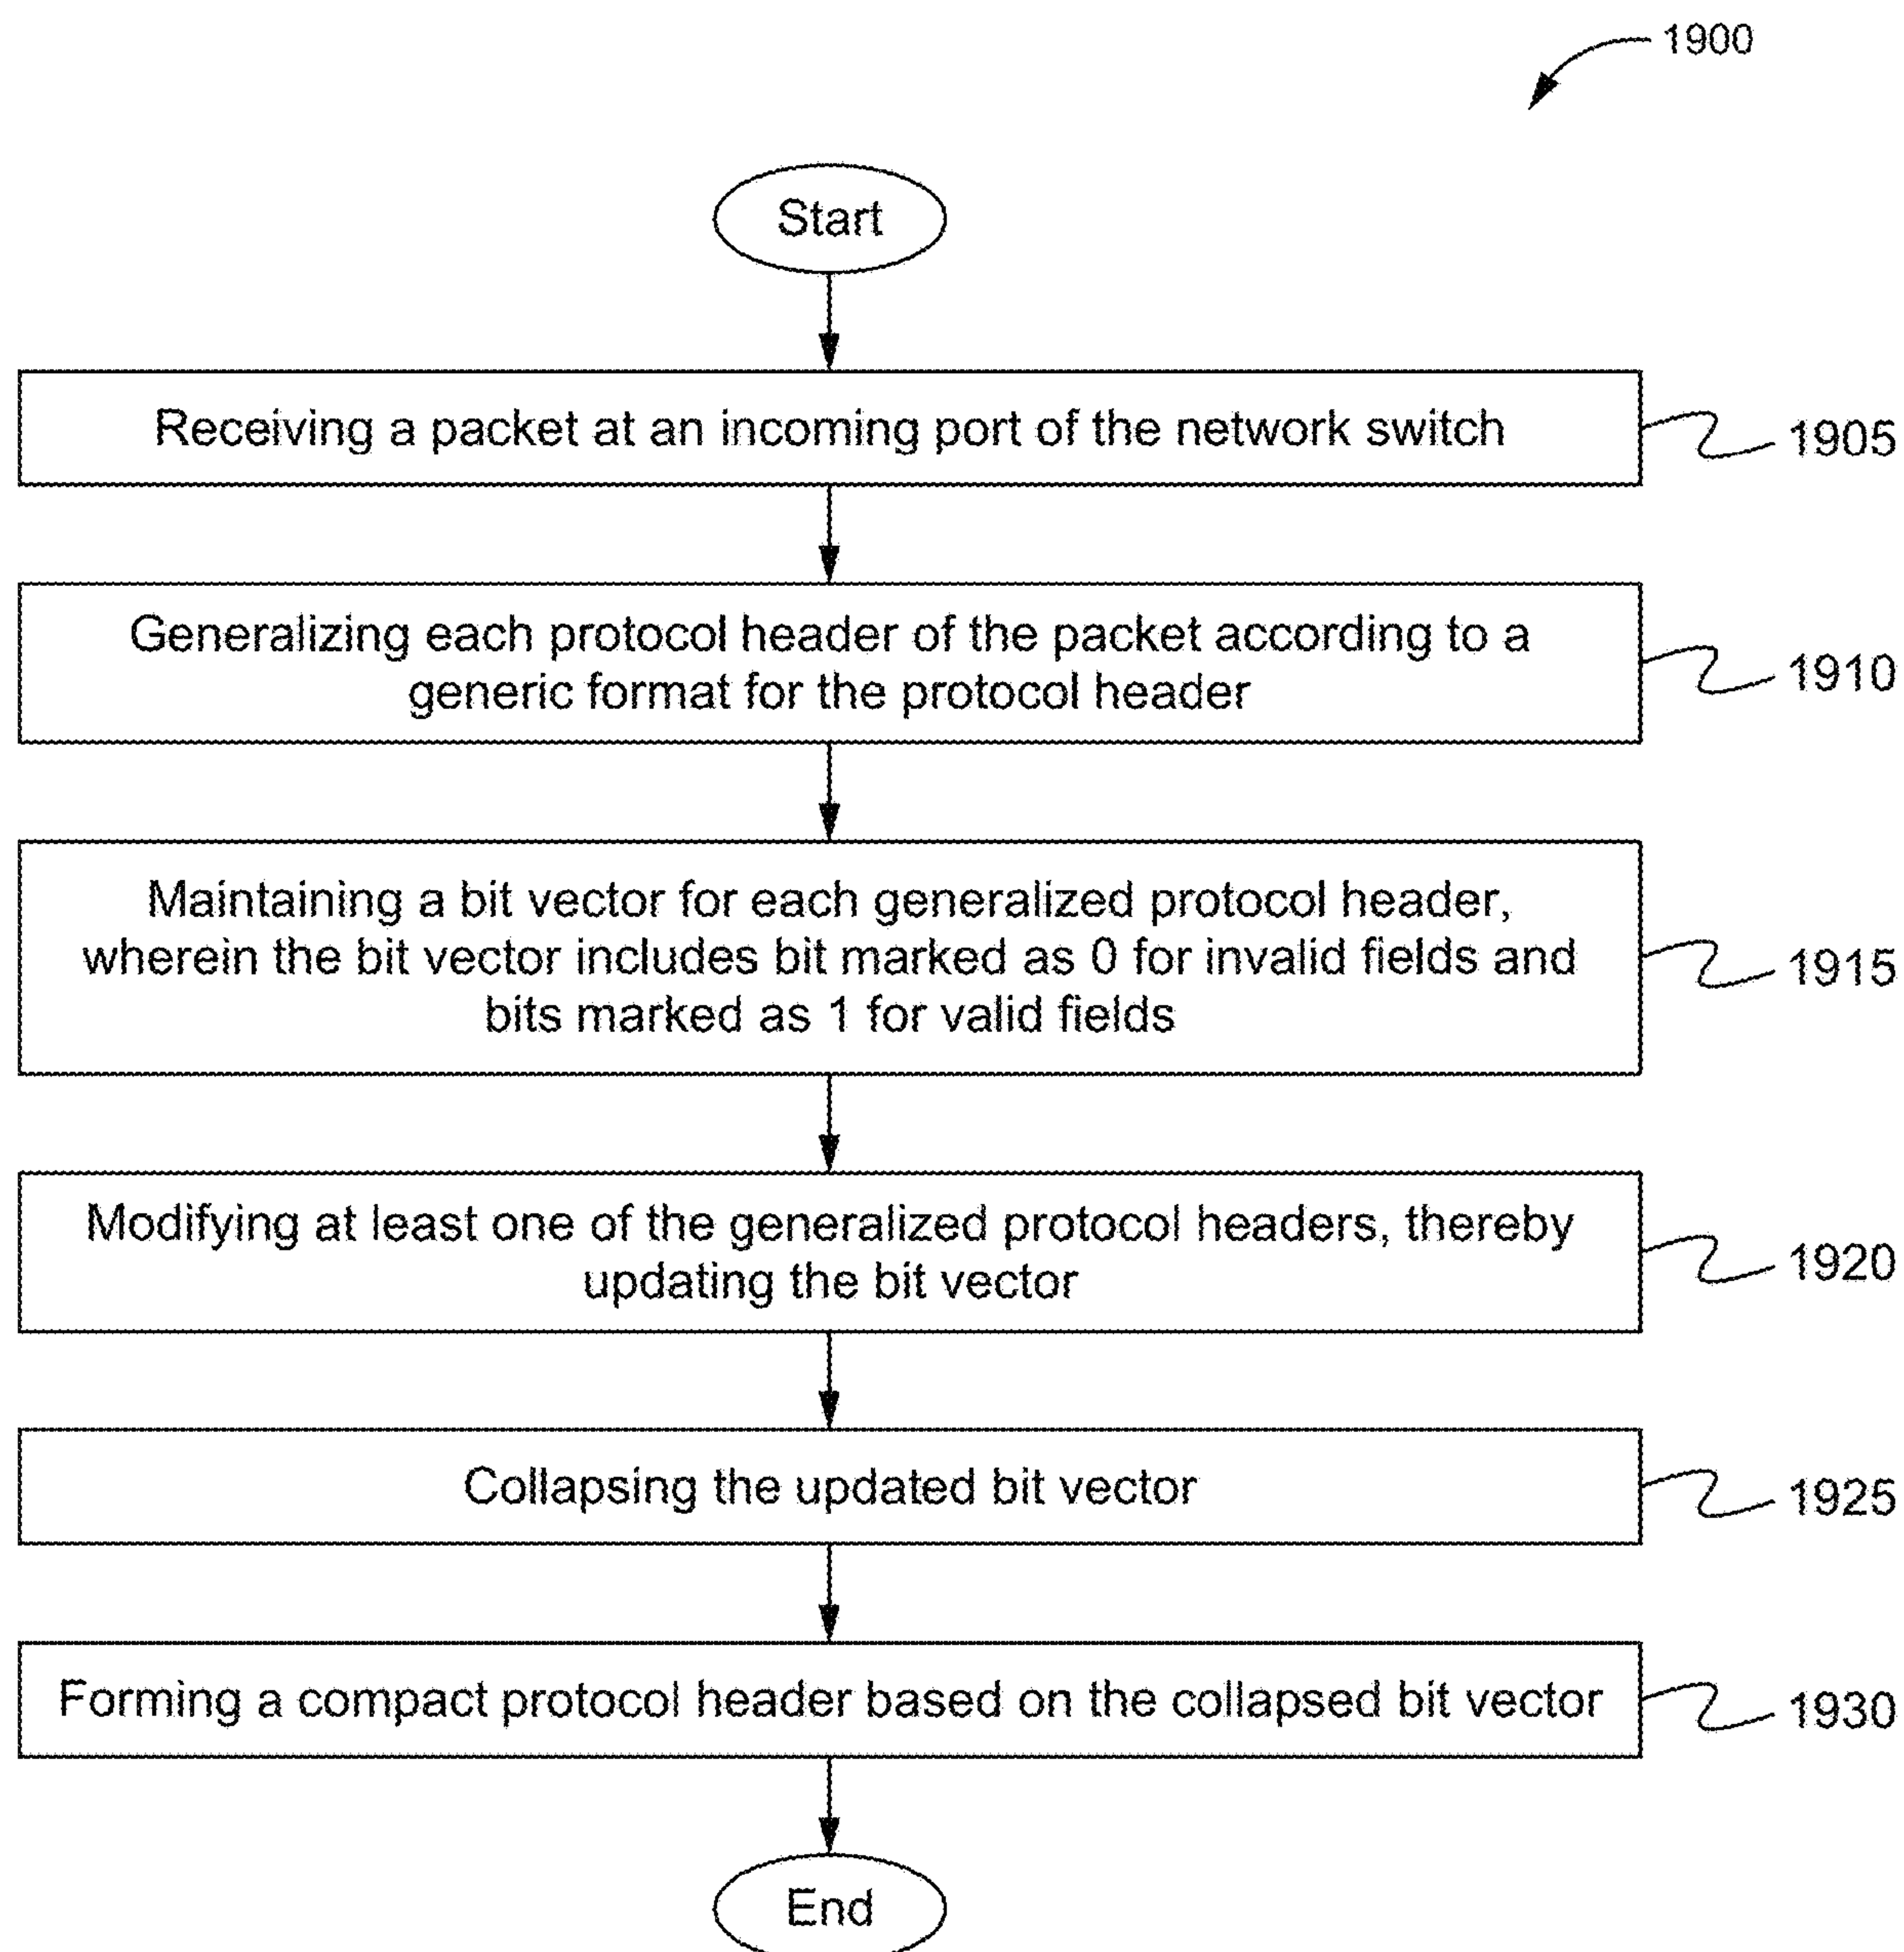 1900
Start
Receiving a packet at an incoming port of the network switch
1905
Generalizing each protocol header of the packet according to a
generic format for the protocol header
1910
Maintaining a bit vector for each generalized protocol header,
wherein the bit vector includes bit marked as 0 for invalid fields and
bits marked as 1 for valid fields
1915
Modifying at least one of the generalized protocol headers, thereby
updating the bit vector
1920
Collapsing the updated bit vector
1925
Forming a compact protocol header based on the collapsed bit vector
1930
End